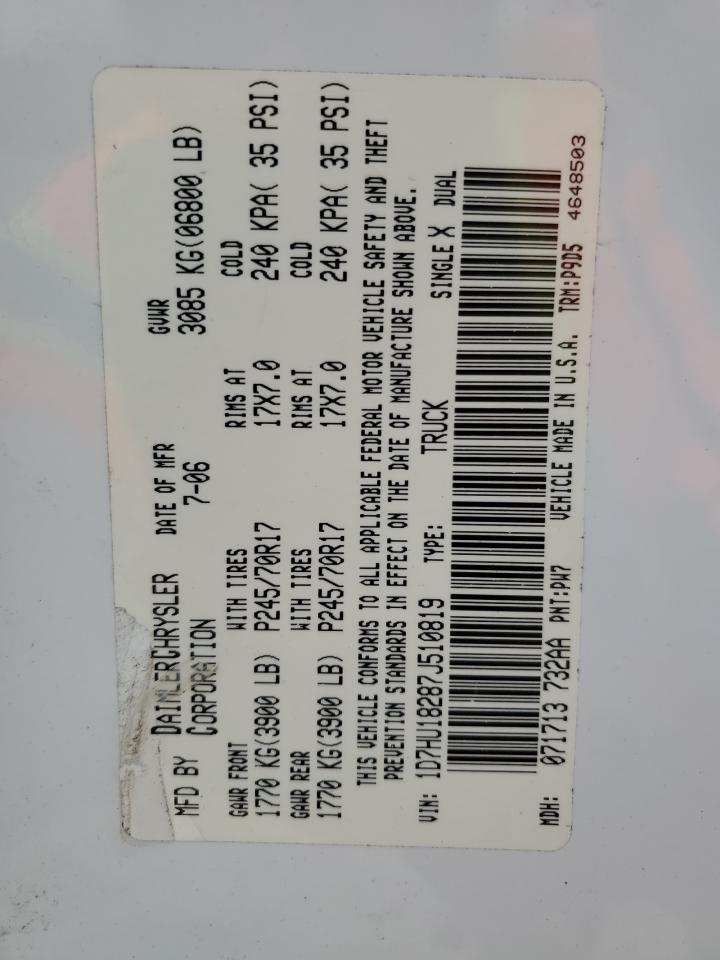 MFD BY DAIMLERCHRYSLER CORPORATION DATE OF MFR 7-06 GVWR 3085 KG(06800 LB)
GAWR FRONT WITH TIRES RIMS AT COLD
1770 KG(3900 LB) P245/70R17 17X7.0 240 KPA( 35 PSI)
GAWR REAR WITH TIRES RIMS AT COLD
1770 KG(3900 LB) P245/70R17 17X7.0 240 KPA( 35 PSI)
THIS VEHICLE CONFORMS TO ALL APPLICABLE FEDERAL MOTOR VEHICLE SAFETY AND THEFT
PREVENTION STANDARDS IN EFFECT ON THE DATE OF MANUFACTURE SHOWN ABOVE.
VIN: 1D7HU18287J510819 TYPE: TRUCK SINGLE X DUAL
MDH: 071713 732AA PNT:PW7 VEHICLE MADE IN U.S.A. TRM:P9D5 4648503